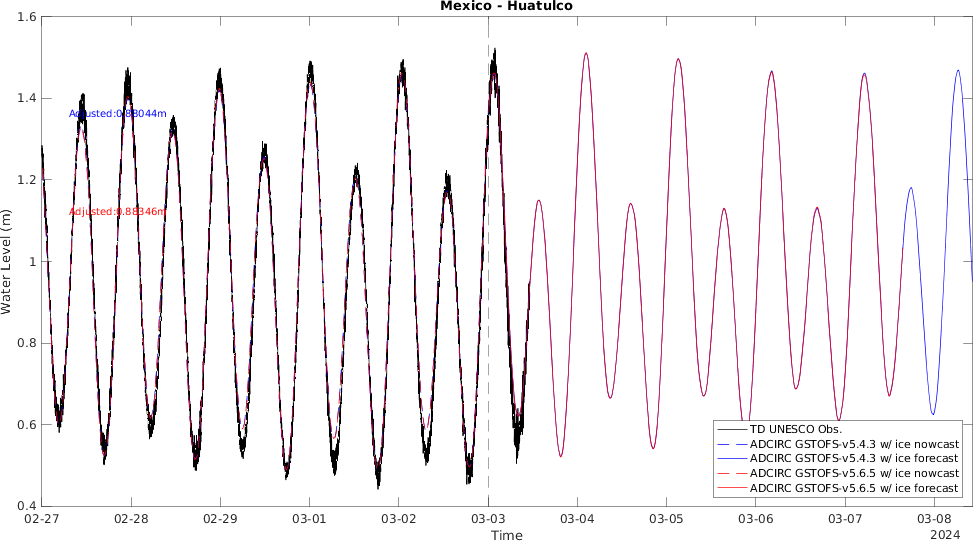 Mexico - Huatulco
1.6
1.4
1.2
1
0.8
0.6
0.4
Water Level (m)
Adjusted:0.88044m
Adjusted:0.88346m
TD UNESCO Obs.
ADCIRC GSTOFS-v5.4.3 w/ ice nowcast
ADCIRC GSTOFS-v5.4.3 w/ ice forecast
ADCIRC GSTOFS-v5.6.5 w/ ice nowcast
ADCIRC GSTOFS-v5.6.5 w/ ice forecast
02-27 02-28 02-29 03-01 03-02 03-03 03-04 03-05 03-06 03-07 03-08
Time
2024